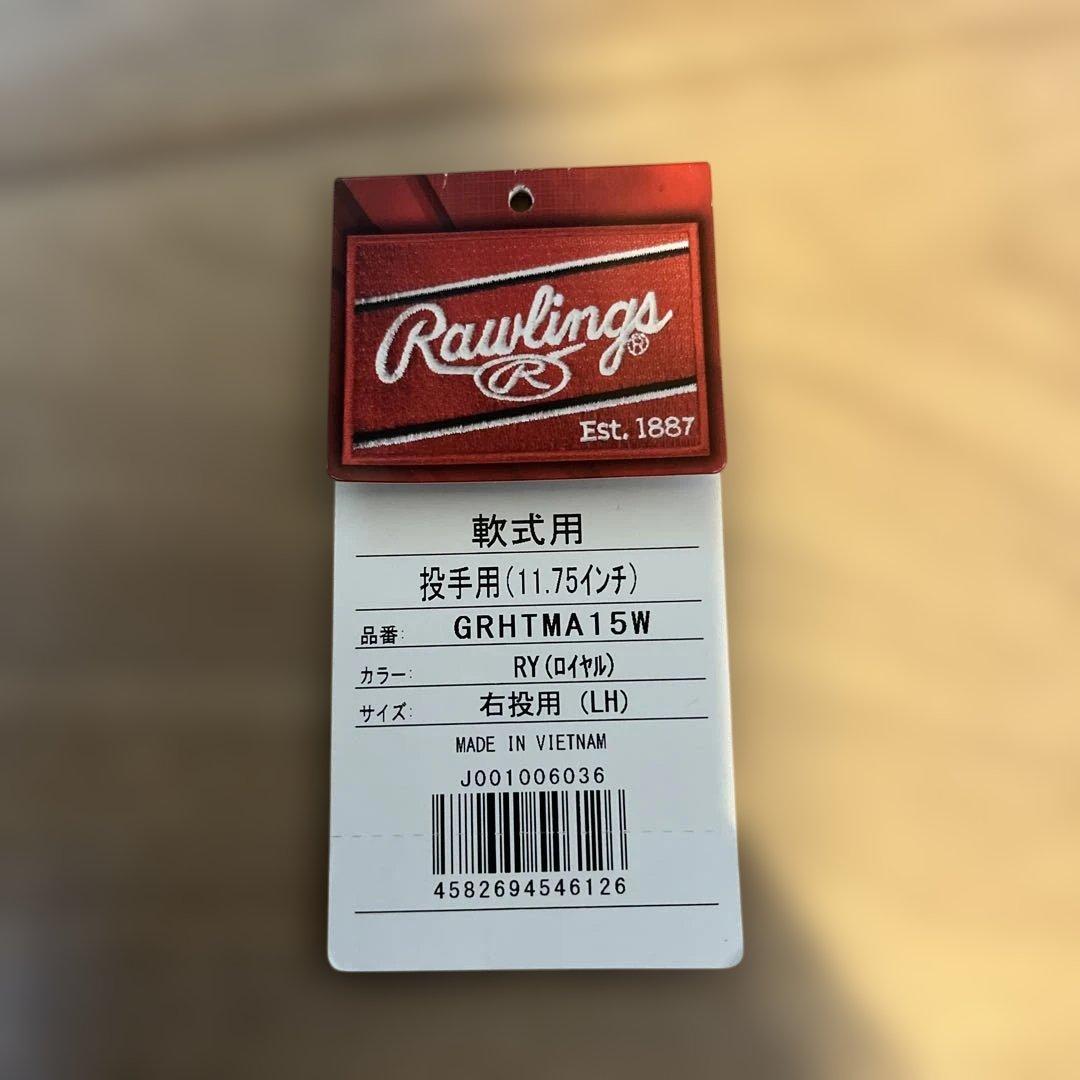 Rawlings®
R
Est. 1887
軟式用
投手用(11.75インチ)
品番: GRHTMA15W
カラー: RY(ロイヤル)
サイズ: 右投用 (LH)
MADE IN VIETNAM
J001006036
4582694546126